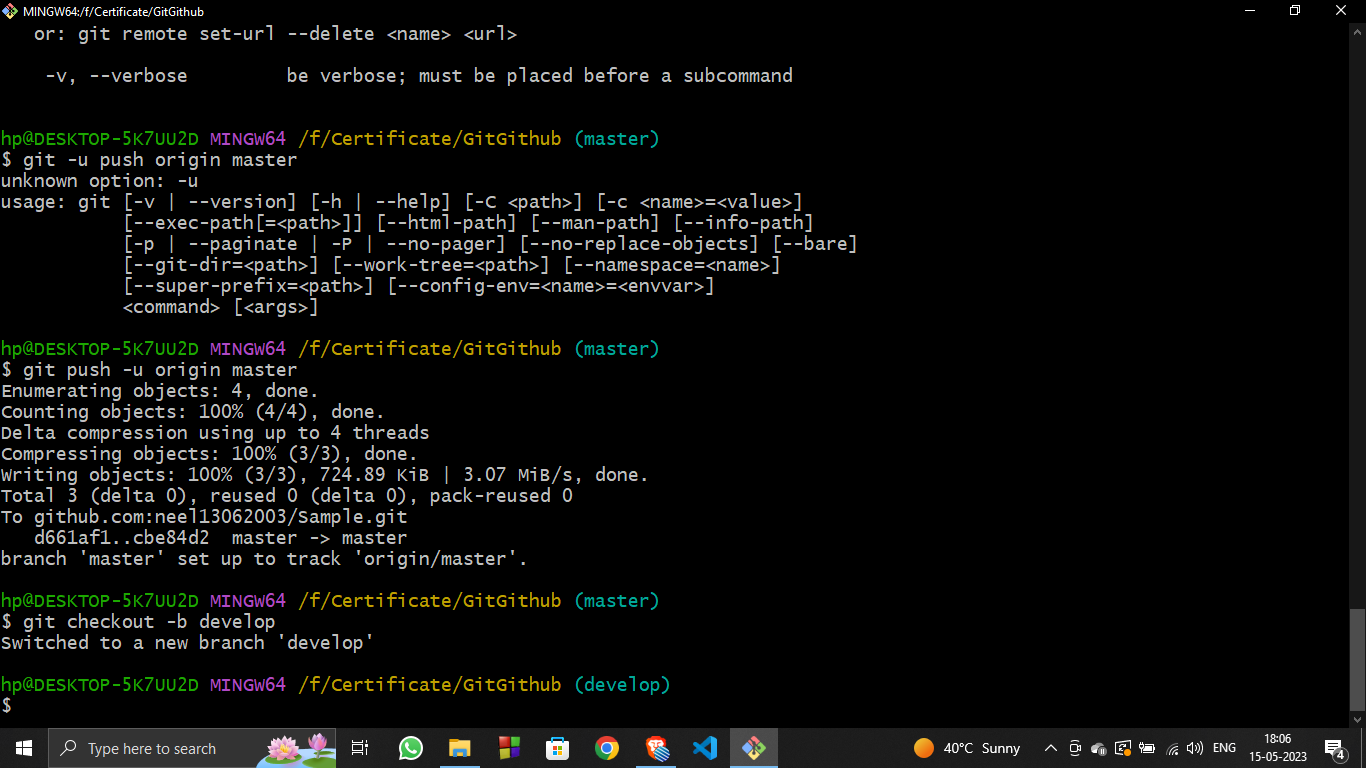 MINGW64:/f/Certificate/GitGithub
or: git remote set-url --delete <name> <url>
-v, --verbose         be verbose; must be placed before a subcommand
hp@DESKTOP-5K7UU2D MINGW64 /f/Certificate/GitGithub (master)
$ git -u push origin master
unknown option: -u
usage: git [-v | --version] [-h | --help] [-C <path>] [-c <name>=<value>]
           [--exec-path[=<path>]] [--html-path] [--man-path] [--info-path]
           [-p | --paginate | -P | --no-pager] [--no-replace-objects] [--bare]
           [--git-dir=<path>] [--work-tree=<path>] [--namespace=<name>]
           [--super-prefix=<path>] [--config-env=<name>=<envvar>]
           <command> [<args>]
hp@DESKTOP-5K7UU2D MINGW64 /f/Certificate/GitGithub (master)
$ git push -u origin master
Enumerating objects: 4, done.
Counting objects: 100% (4/4), done.
Delta compression using up to 4 threads
Compressing objects: 100% (3/3), done.
Writing objects: 100% (3/3), 724.89 KiB | 3.07 MiB/s, done.
Total 3 (delta 0), reused 0 (delta 0), pack-reused 0
To github.com:neel13062003/Sample.git
   d661af1..cbe84d2  master -> master
branch 'master' set up to track 'origin/master'.
hp@DESKTOP-5K7UU2D MINGW64 /f/Certificate/GitGithub (master)
$ git checkout -b develop
Switched to a new branch 'develop'
hp@DESKTOP-5K7UU2D MINGW64 /f/Certificate/GitGithub (develop)
$
Type here to search
40°C Sunny
ENG
18:06
15-05-2023
4